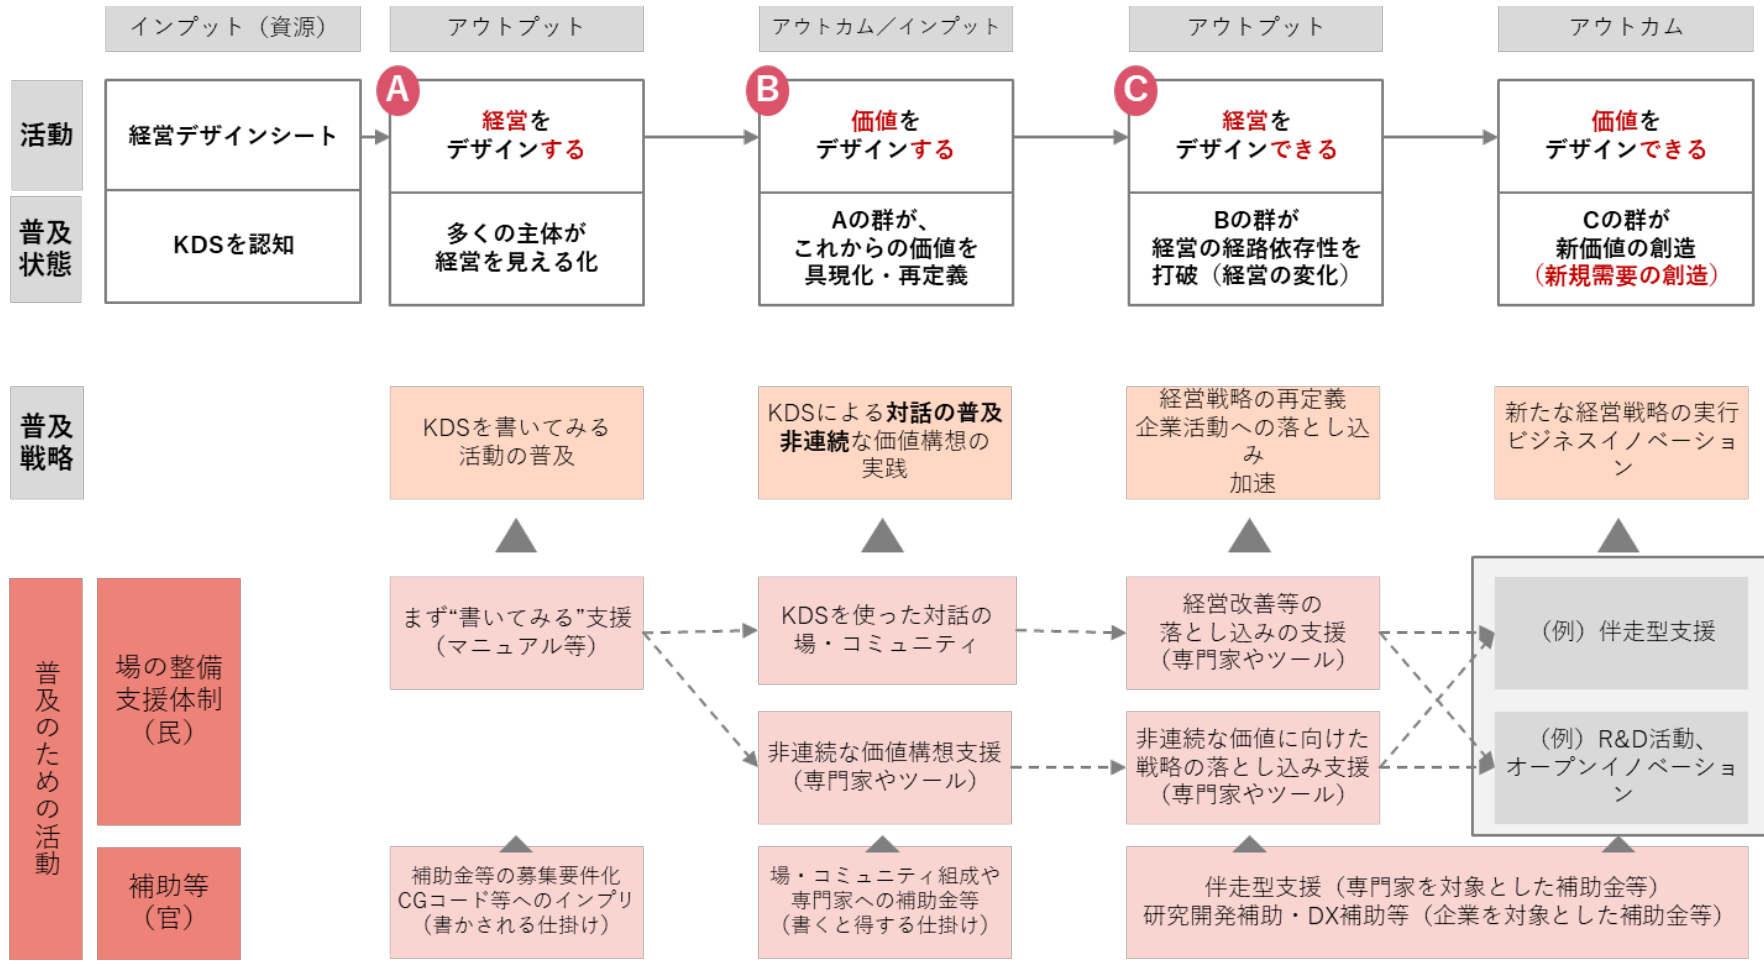 インプット（資源）
アウトプット
アウトカム／インプット
アウトプット
アウトカム
活動
経営デザインシート
A
経営を
デザインする
B
価値を
デザインする
C
経営を
デザインできる
価値を
デザインできる
普及
状態
KDSを認知
多くの主体が
経営を見える化
Aの群が、
これからの価値を
具現化・再定義
Bの群が
経営の経路依存性を
打破（経営の変化）
Cの群が
新価値の創造
（新規需要の創造）
普及
戦略
KDSを書いてみる
活動の普及
KDSによる対話の普及
非連続な価値構想の
実践
経営戦略の再定義
企業活動への落とし込
み
加速
新たな経営戦略の実行
ビジネスイノベーショ
ン
普及のための活動
場の整備
支援体制
（民）
まず“書いてみる”支援
（マニュアル等）
KDSを使った対話の
場・コミュニティ
経営改善等の
落とし込みの支援
（専門家やツール）
（例）伴走型支援
非連続な価値構想支援
（専門家やツール）
非連続な価値に向けた
戦略の落とし込み支援
（専門家やツール）
（例）R&D活動、
オープンイノベーショ
ン
補助等
（官）
補助金等の募集要件化
CGコード等へのインプリ
（書かされる仕掛け）
場・コミュニティ組成や
専門家への補助金等
（書くと得する仕掛け）
伴走型支援（専門家を対象とした補助金等）
研究開発補助・DX補助等（企業を対象とした補助金等）